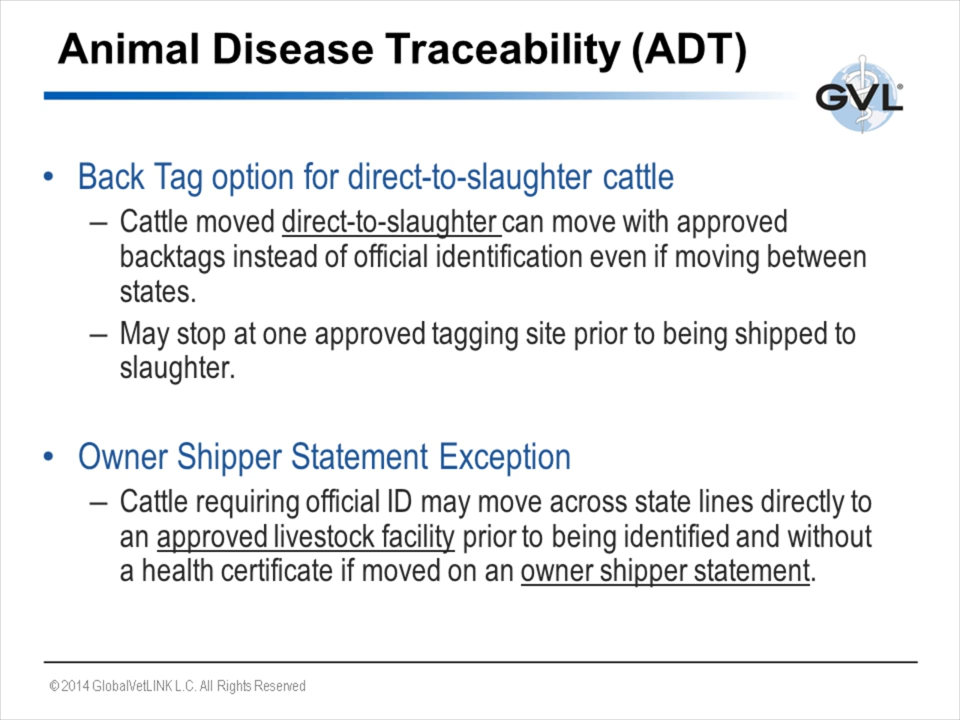 Animal Disease Traceability (ADT)
GVL®
• Back Tag option for direct-to-slaughter cattle
– Cattle moved direct-to-slaughter can move with approved
backtags instead of official identification even if moving between
states.
– May stop at one approved tagging site prior to being shipped to
slaughter.
• Owner Shipper Statement Exception
– Cattle requiring official ID may move across state lines directly to
an approved livestock facility prior to being identified and without
a health certificate if moved on an owner shipper statement.
© 2014 GlobalVetLINK L.C. All Rights Reserved